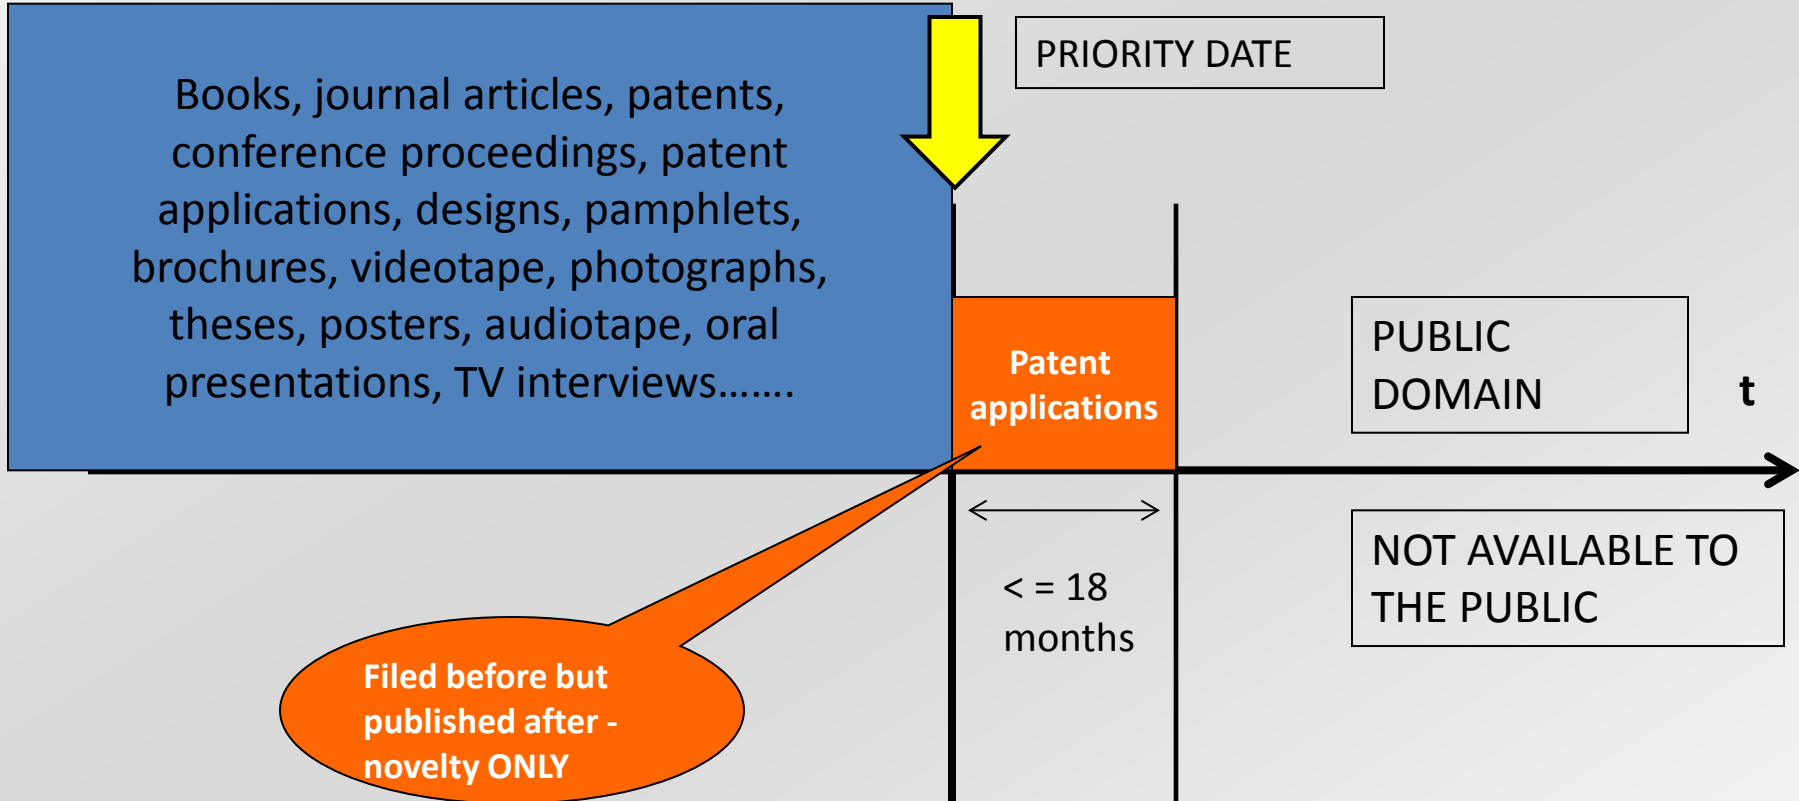 Books, journal articles, patents,
conference proceedings, patent
applications, designs, pamphlets,
brochures, videotape, photographs,
theses, posters, audiotape, oral
presentations, TV interviews.......
PRIORITY DATE
Patent
applications
PUBLIC
DOMAIN
t
< = 18
months
NOT AVAILABLE TO
THE PUBLIC
Filed before but
published after -
novelty ONLY